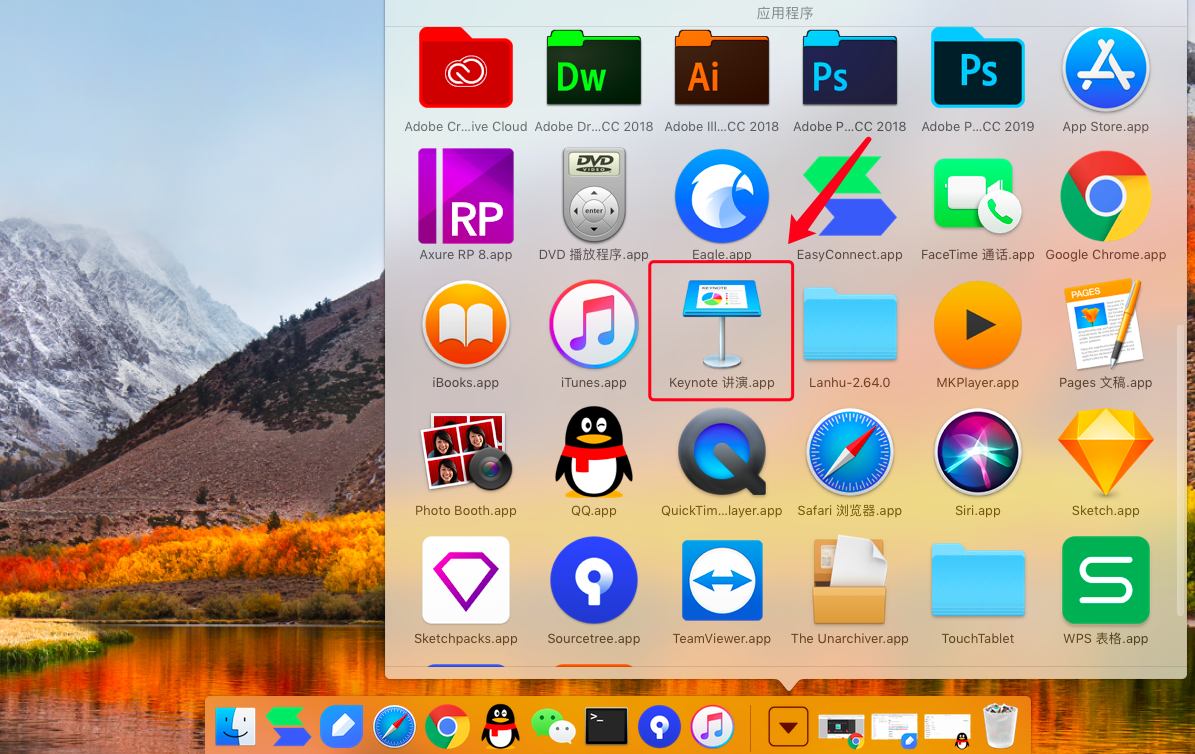 应用程序
Dw
Ai
Ps
Ps
Adobe Cr...ive Cloud
Adobe Dr...CC 2018
Adobe Ill...CC 2018
Adobe P...CC 2018
Adobe P...CC 2019
App Store.app
RP
DVD
VIDEO
enter
Axure RP 8.app
DVD 播放程序.app
Eagle.app
EasyConnect.app
FaceTime 通话.app
Google Chrome.app
KEYNOTE
PAGES
iBooks.app
iTunes.app
Keynote 讲演.app
Lanhu-2.64.0
MKPlayer.app
Pages 文稿.app
Photo Booth.app
QQ.app
QuickTim...layer.app
Safari 浏览器.app
Siri.app
Sketch.app
Sketchpacks.app
Sourcetree.app
TeamViewer.app
The Unarchiver.app
TouchTablet
WPS 表格.app
>_